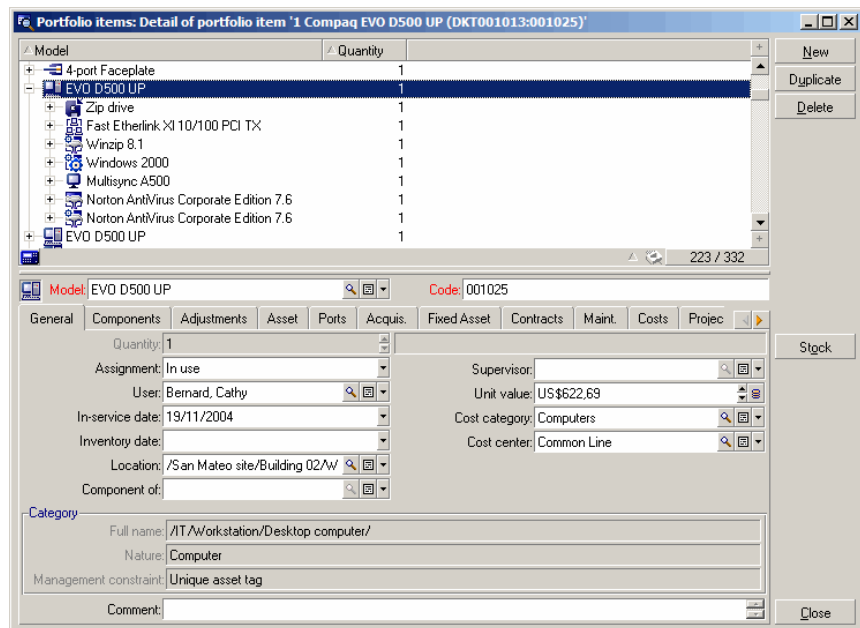 Portfolio items: Detail of portfolio item '1 Compaq EVO D500 UP (DKT001013:001025)'
Model Quantity
New
4-port Faceplate 1
Duplicate
EVO D500 UP 1
Zip drive 1
Delete
Fast Etherlink XI 10/100 PCI TX 1
Winzip 8.1 1
Windows 2000 1
Multisync A500 1
Norton AntiVirus Corporate Edition 7.6 1
Norton AntiVirus Corporate Edition 7.6 1
EVO D500 UP 1
223 / 332
Model: EVO D500 UP Code: 001025
General Components Adjustments Asset Ports Acquis. Fixed Asset Contracts Maint. Costs Projec
Quantity: 1
Stock
Assignment: In use Supervisor:
User: Bernard, Cathy Unit value: US$622,69
In-service date: 19/11/2004 Cost category: Computers
Inventory date: Cost center: Common Line
Location: /San Mateo site/Building 02/W
Component of:
Category
Full name: /IT/Workstation/Desktop computer/
Nature: Computer
Management constraint: Unique asset tag
Comment:
Close